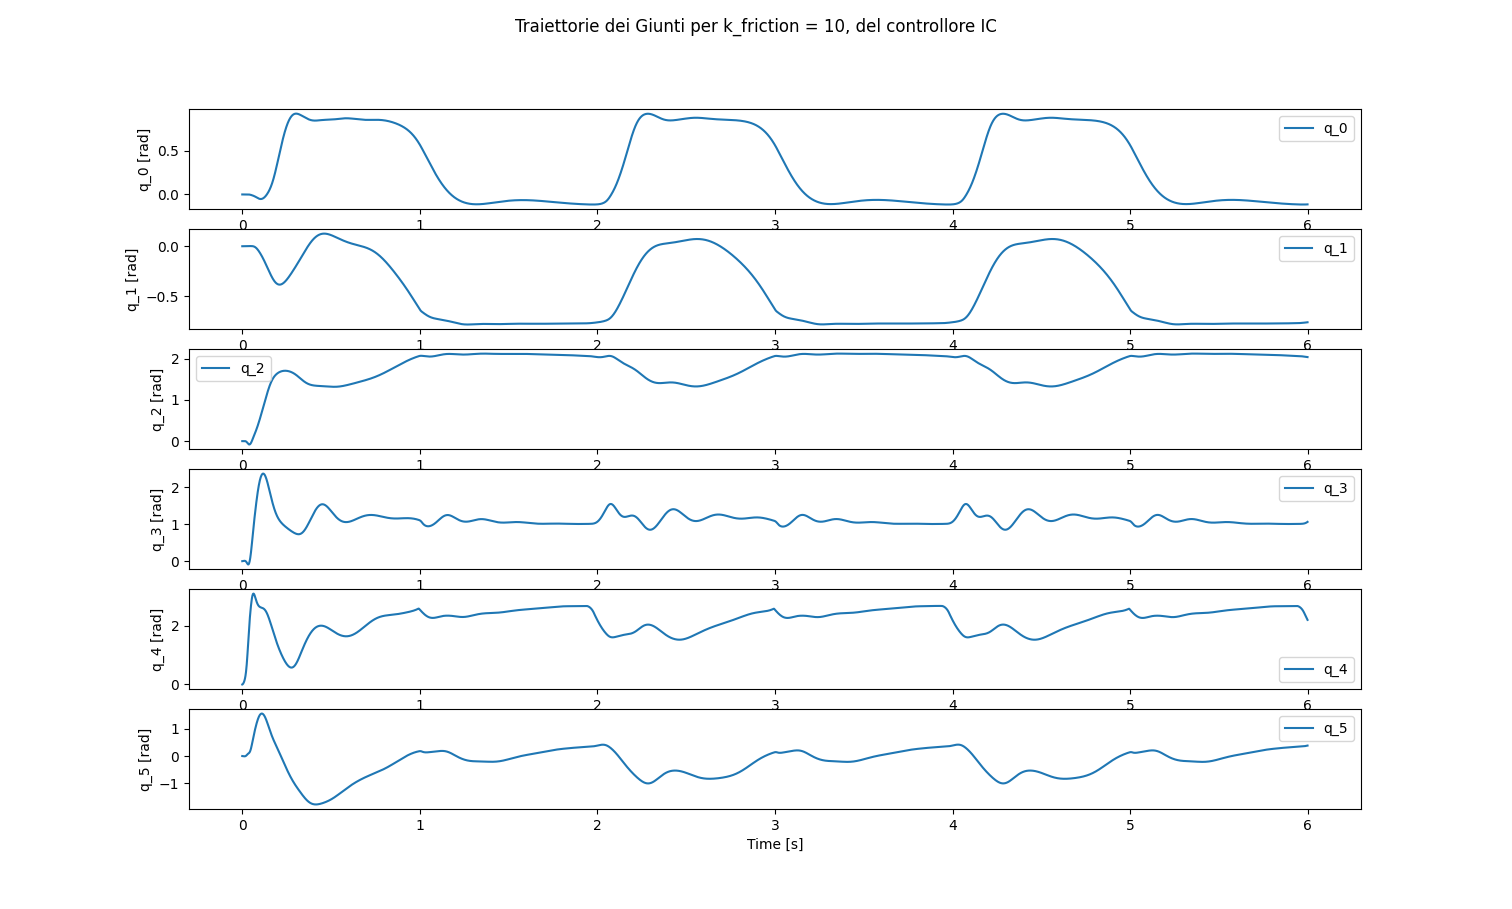 Traiettorie dei Giunti per k_friction = 10, del controllore IC
q_0 [rad]
0.5
0.0
q_0
0 1 2 3 4 5 6
q_1 [rad]
0.0
−0.5
q_1
0 1 2 3 4 5 6
q_2 [rad]
2
1
0
q_2
0 1 2 3 4 5 6
q_3 [rad]
2
1
0
q_3
0 1 2 3 4 5 6
q_4 [rad]
2
0
q_4
0 1 2 3 4 5 6
q_5 [rad]
1
0
−1
q_5
0 1 2 3 4 5 6
Time [s]